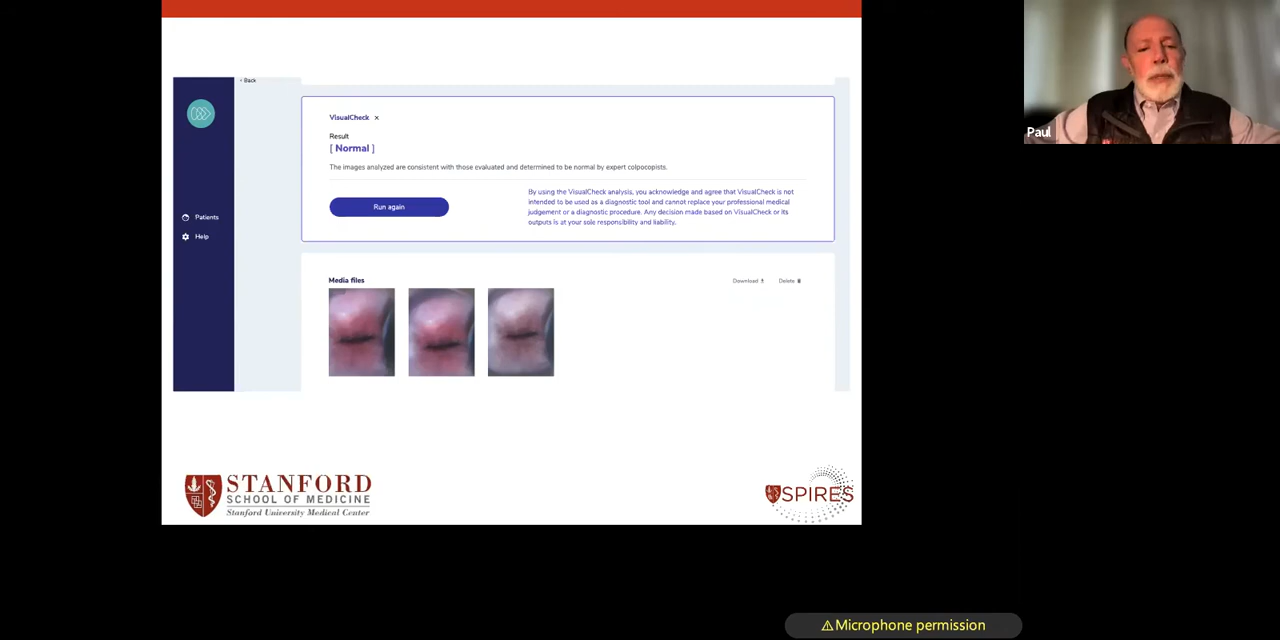 ‹ Back
VisualCheck ×
Result
[ Normal ]
The images analyzed are consistent with those evaluated and determined to be normal by expert colpocopists.
Run again
By using the VisualCheck analysis, you acknowledge and agree that VisualCheck is not
intended to be used as a diagnostic tool and cannot replace your professional medical
judgement or a diagnostic procedure. Any decision made based on VisualCheck or its
outputs is at your sole responsibility and liability.
Patients
Help
Media files
Download
Delete
Paul
STANFORD
SCHOOL OF MEDICINE
Stanford University Medical Center
SPIRES
Microphone permission